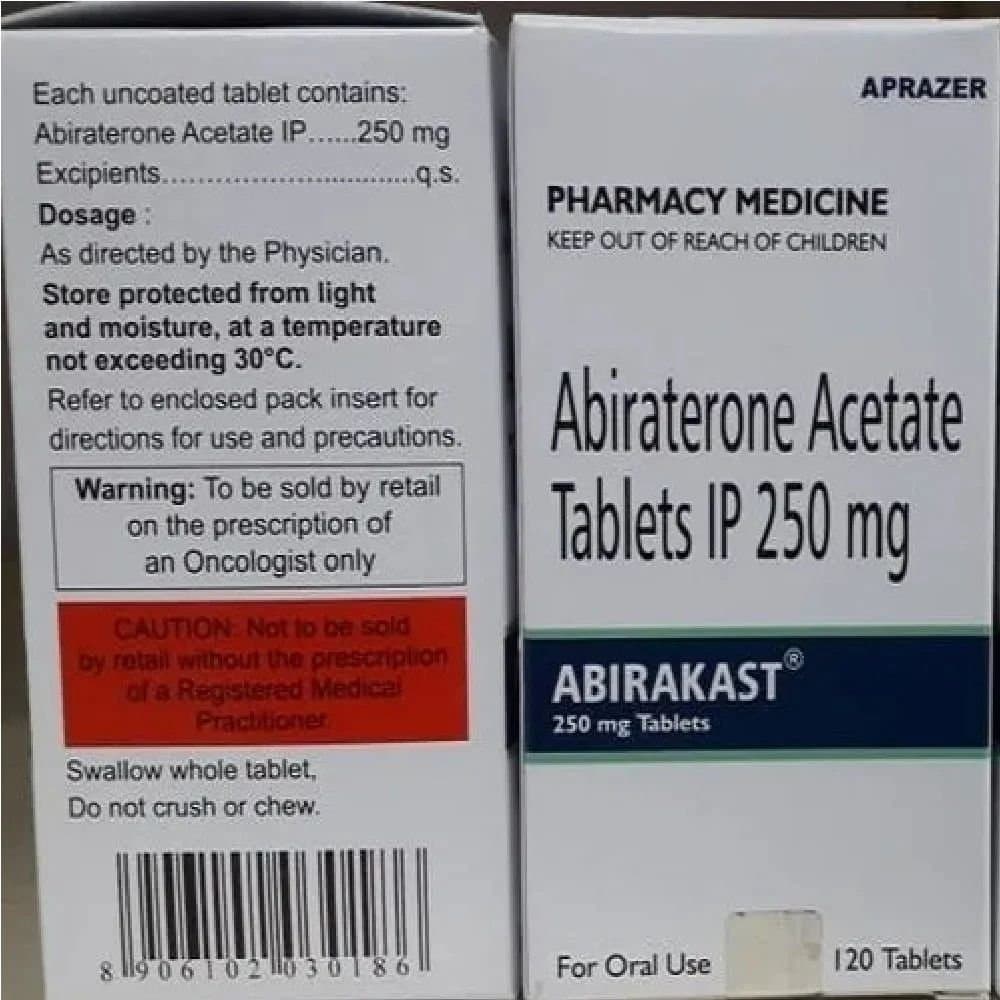 Each uncoated tablet contains:
Abiraterone Acetate IP......250 mg
Excipients..............................q.s.
Dosage :
As directed by the Physician.
Store protected from light
and moisture, at a temperature
not exceeding 30°C.
Refer to enclosed pack insert for
directions for use and precautions.
Warning: To be sold by retail
on the prescription of
an Oncologist only
CAUTION: Not to be sold
by retail without the prescription
of a Registered Medical
Practitioner.
Swallow whole tablet,
Do not crush or chew.
8 906102 030186
APRAZER
PHARMACY MEDICINE
KEEP OUT OF REACH OF CHILDREN
Abiraterone Acetate
Tablets IP 250 mg
ABIRAKAST®
250 mg Tablets
For Oral Use
120 Tablets